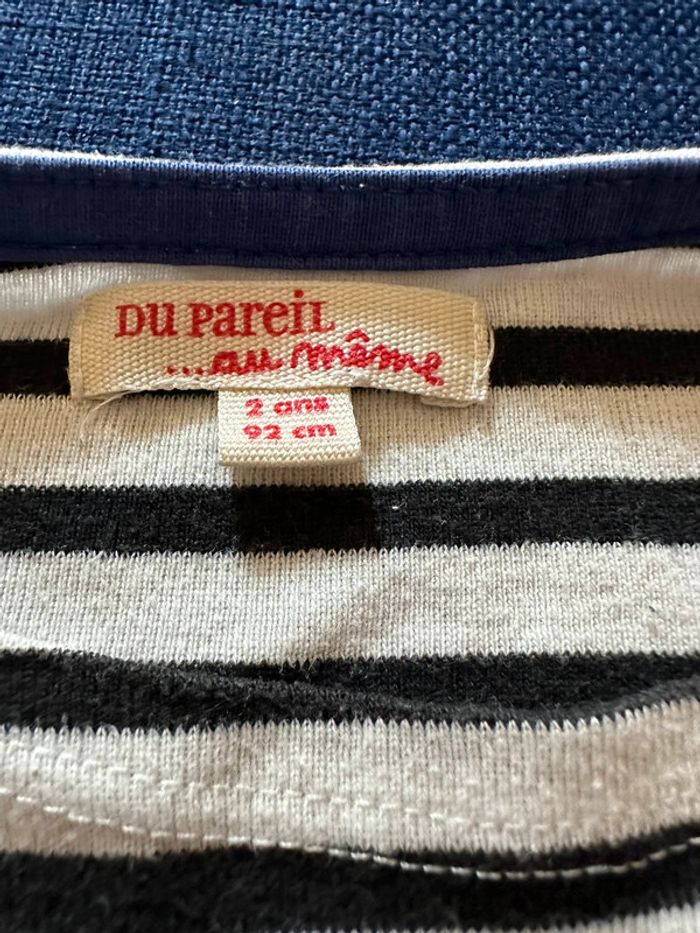 DU PAREIL
...au même
2 ans
92 cm